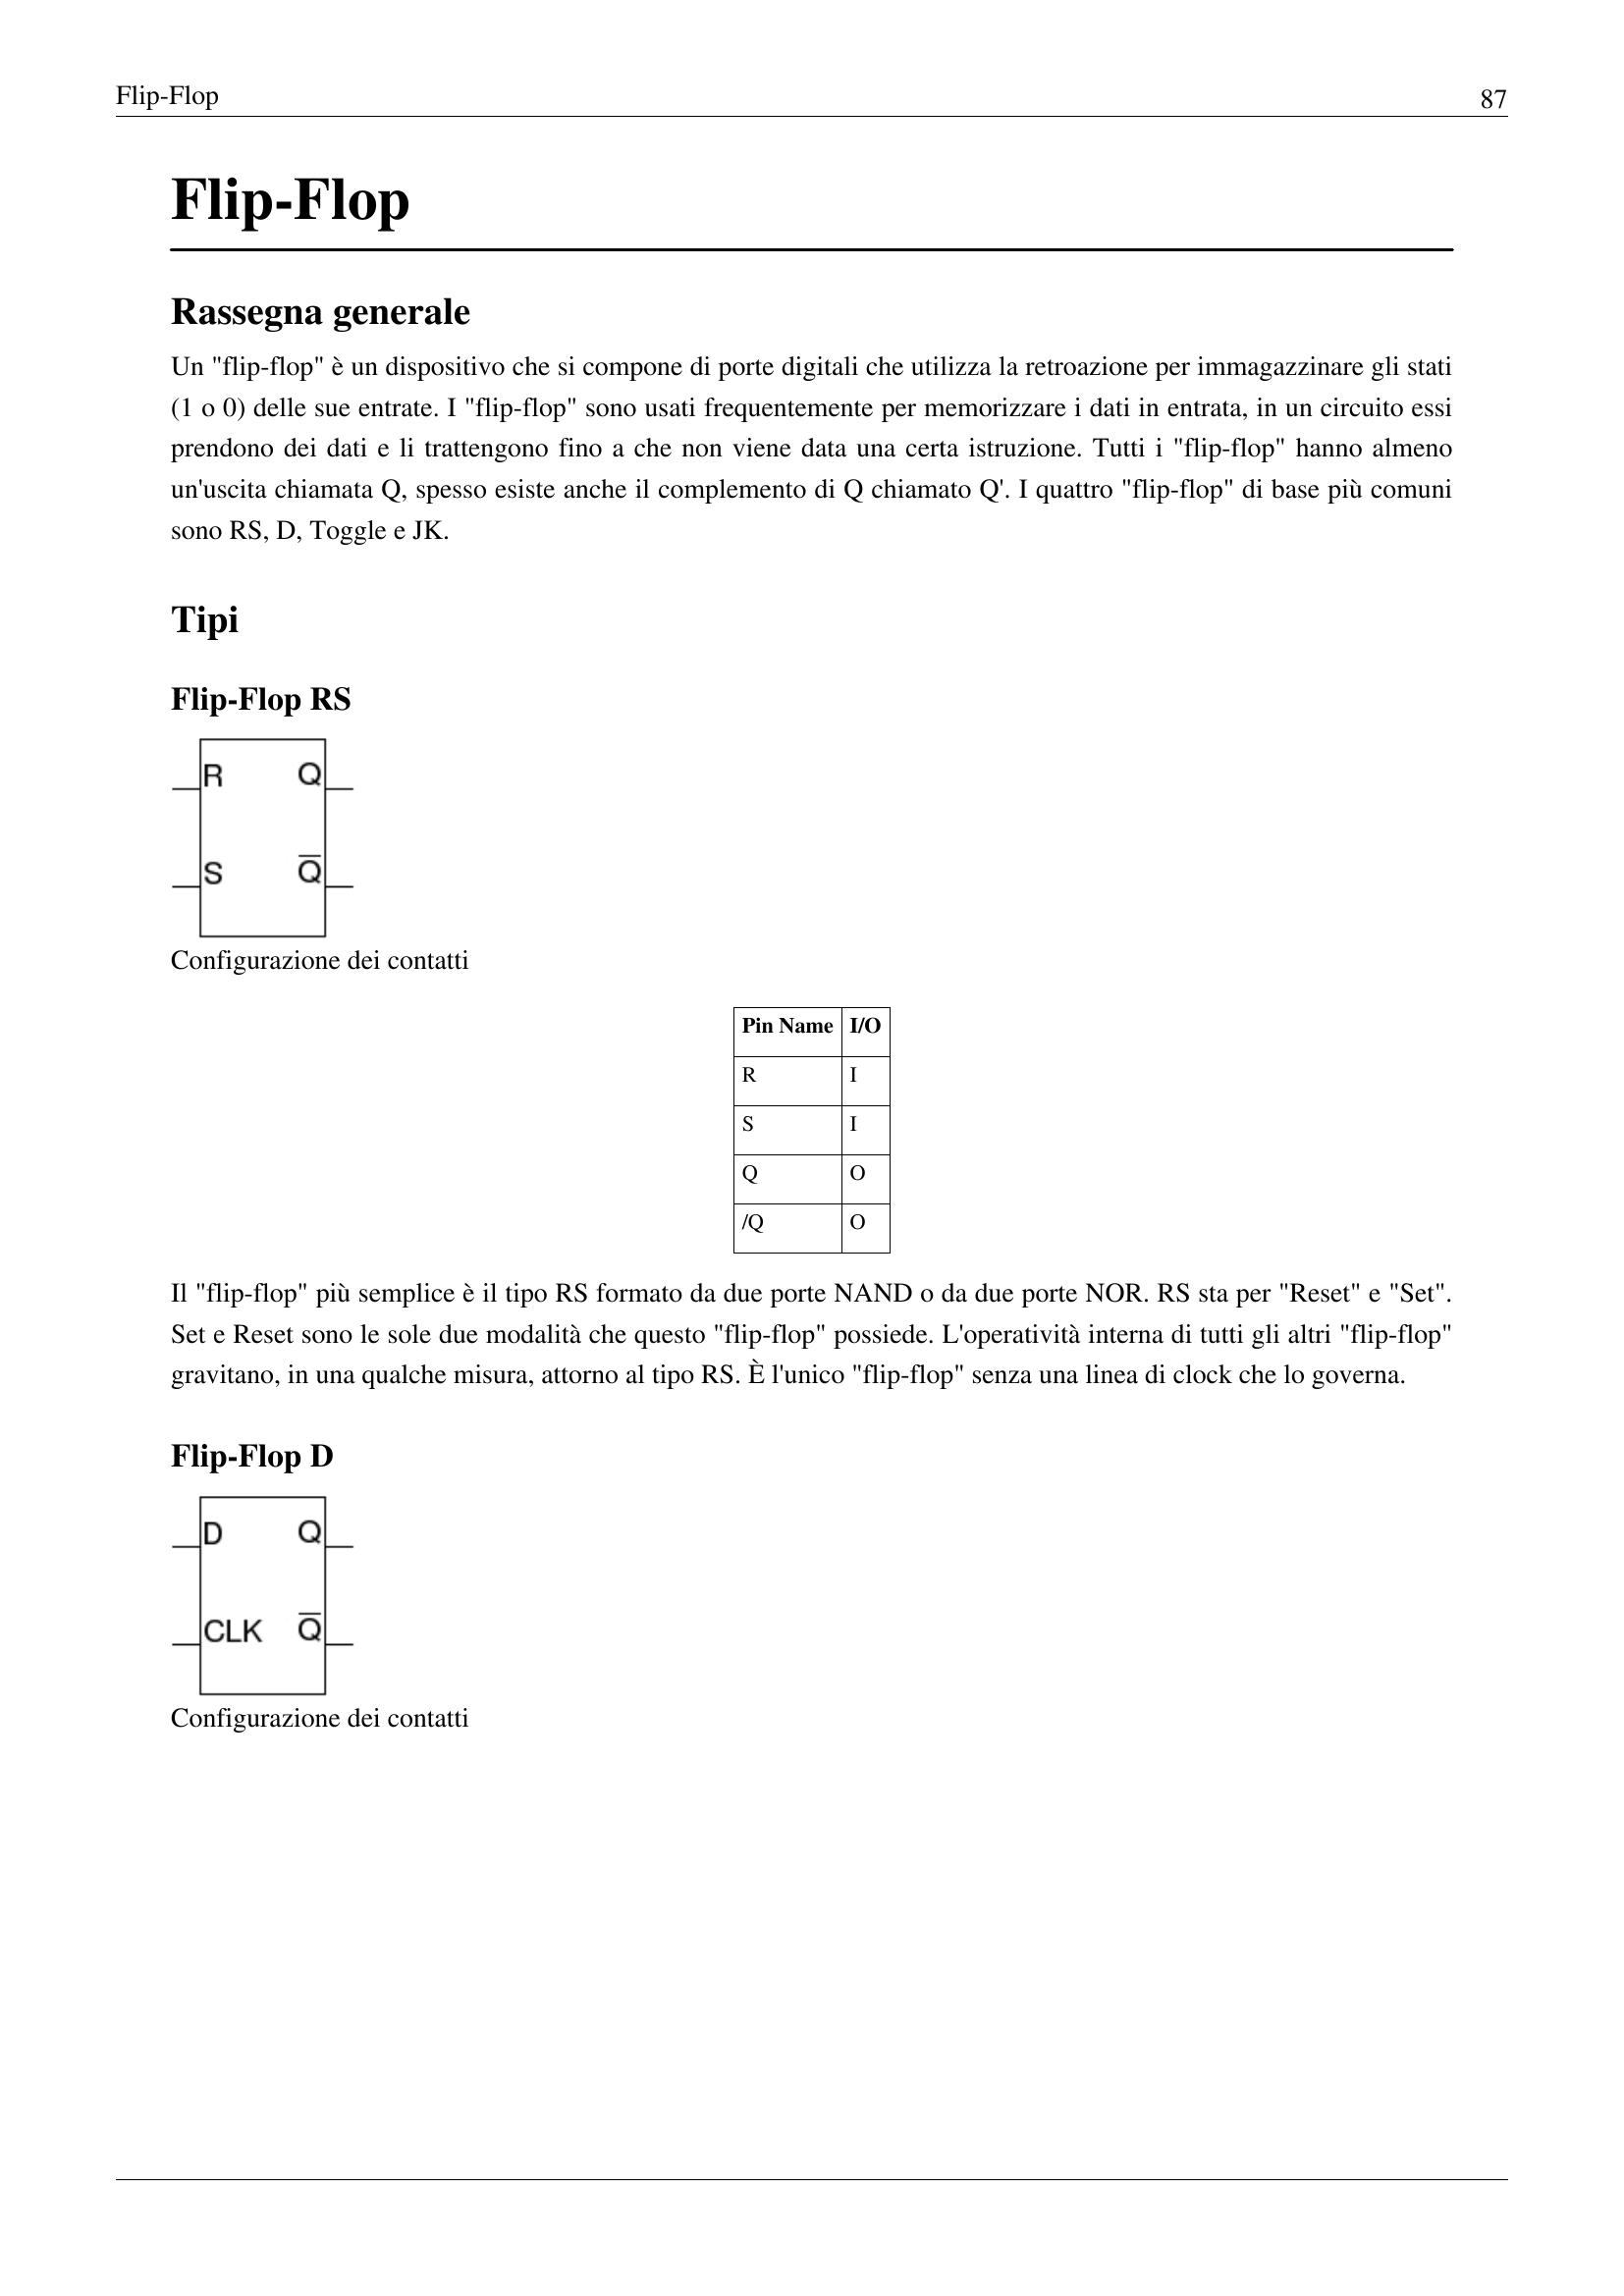 Flip-Flop 87
Flip-Flop
Rassegna generale
Un "flip-flop" è un dispositivo che si compone di porte digitali che utilizza la retroazione per immagazzinare gli stati
(1 o 0) delle sue entrate. I "flip-flop" sono usati frequentemente per memorizzare i dati in entrata, in un circuito essi
prendono dei dati e li trattengono fino a che non viene data una certa istruzione. Tutti i "flip-flop" hanno almeno
un'uscita chiamata Q, spesso esiste anche il complemento di Q chiamato Q'. I quattro "flip-flop" di base più comuni
sono RS, D, Toggle e JK.
Tipi
Flip-Flop RS
R Q
S Q̅
Configurazione dei contatti
Pin Name I/O
R I
S I
Q O
/Q O
Il "flip-flop" più semplice è il tipo RS formato da due porte NAND o da due porte NOR. RS sta per "Reset" e "Set".
Set e Reset sono le sole due modalità che questo "flip-flop" possiede. L'operatività interna di tutti gli altri "flip-flop"
gravitano, in una qualche misura, attorno al tipo RS. È l'unico "flip-flop" senza una linea di clock che lo governa.
Flip-Flop D
D Q
CLK Q̅
Configurazione dei contatti